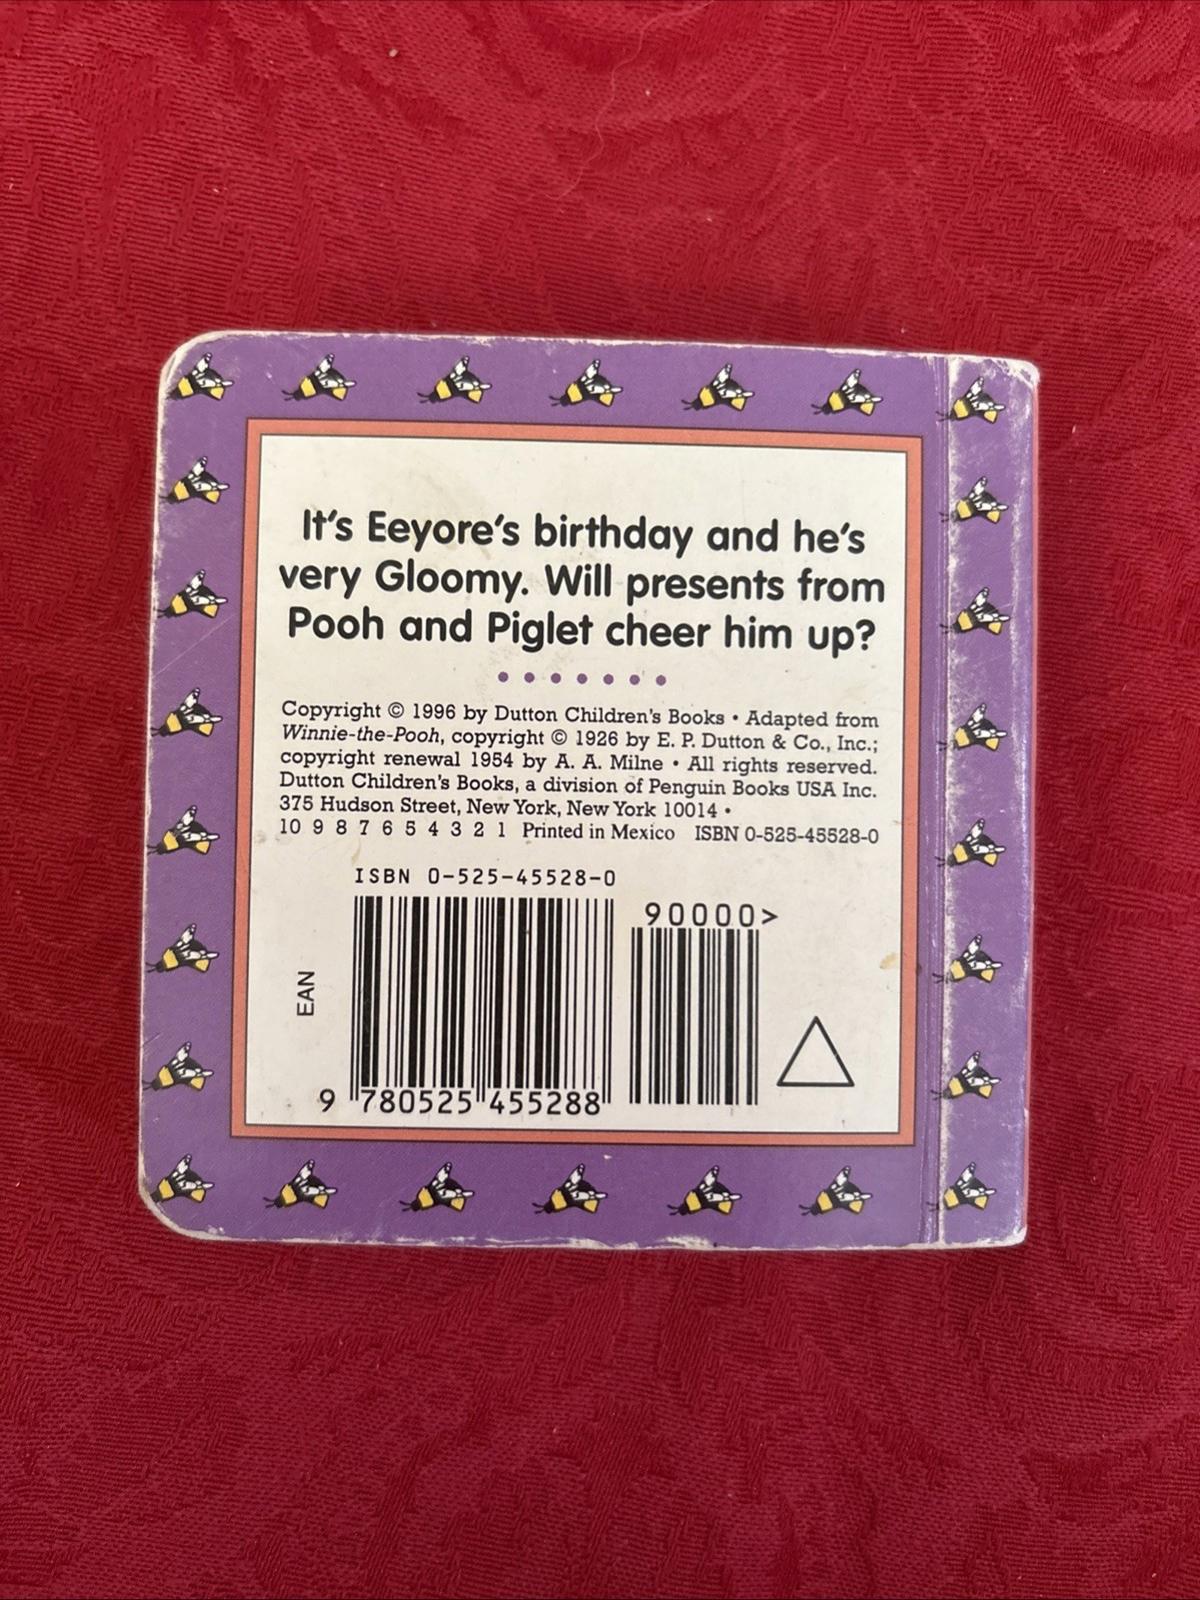 It's Eeyore's birthday and he's
very Gloomy. Will presents from
Pooh and Piglet cheer him up?
Copyright © 1996 by Dutton Children's Books • Adapted from
Winnie-the-Pooh, copyright © 1926 by E. P. Dutton & Co., Inc.;
copyright renewal 1954 by A. A. Milne • All rights reserved.
Dutton Children's Books, a division of Penguin Books USA Inc.
375 Hudson Street, New York, New York 10014 •
10 9 8 7 6 5 4 3 2 1 Printed in Mexico ISBN 0-525-45528-0
ISBN 0-525-45528-0
90000>
EAN
9 780525 455288